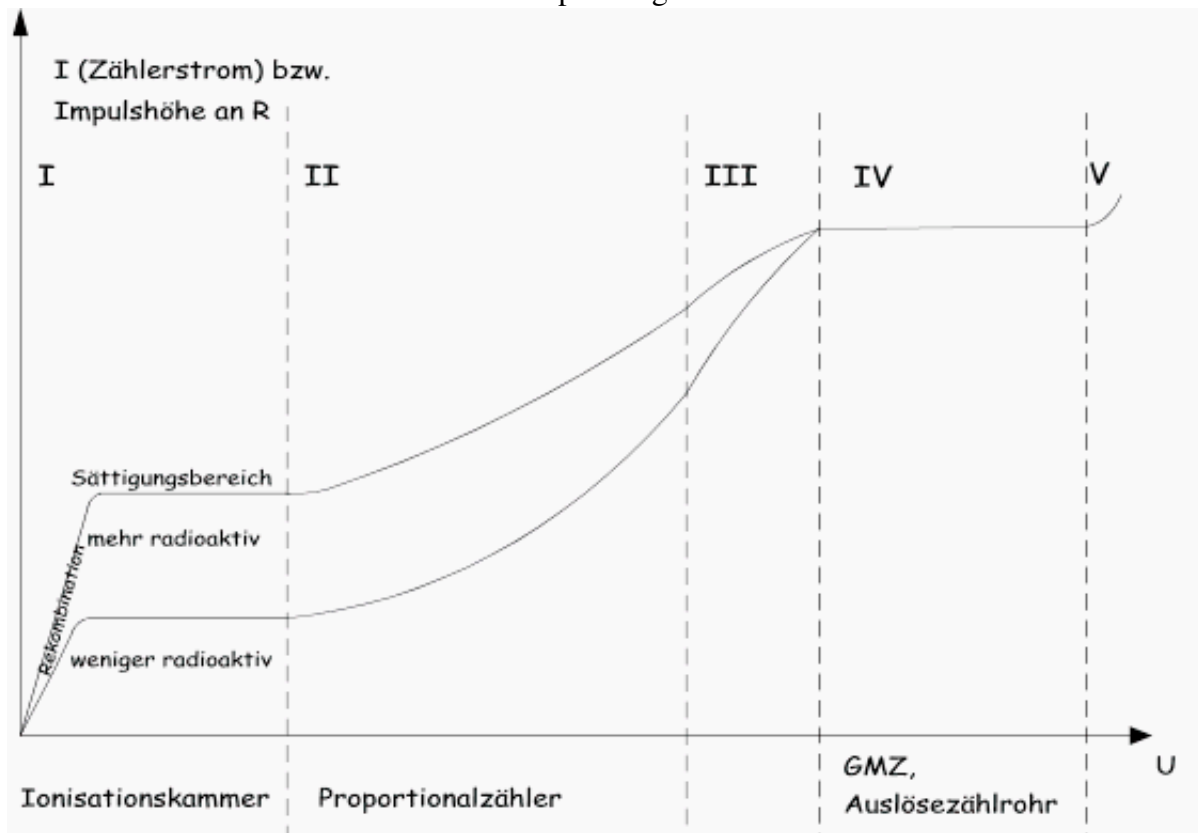 I (Zählerstrom) bzw.
Impulshöhe an R
I
II
III
IV
V
Sättigungsbereich
mehr radioaktiv
Rekombination
weniger radioaktiv
U
Ionisationskammer
Proportionalzähler
GMZ,
Auslösezählrohr